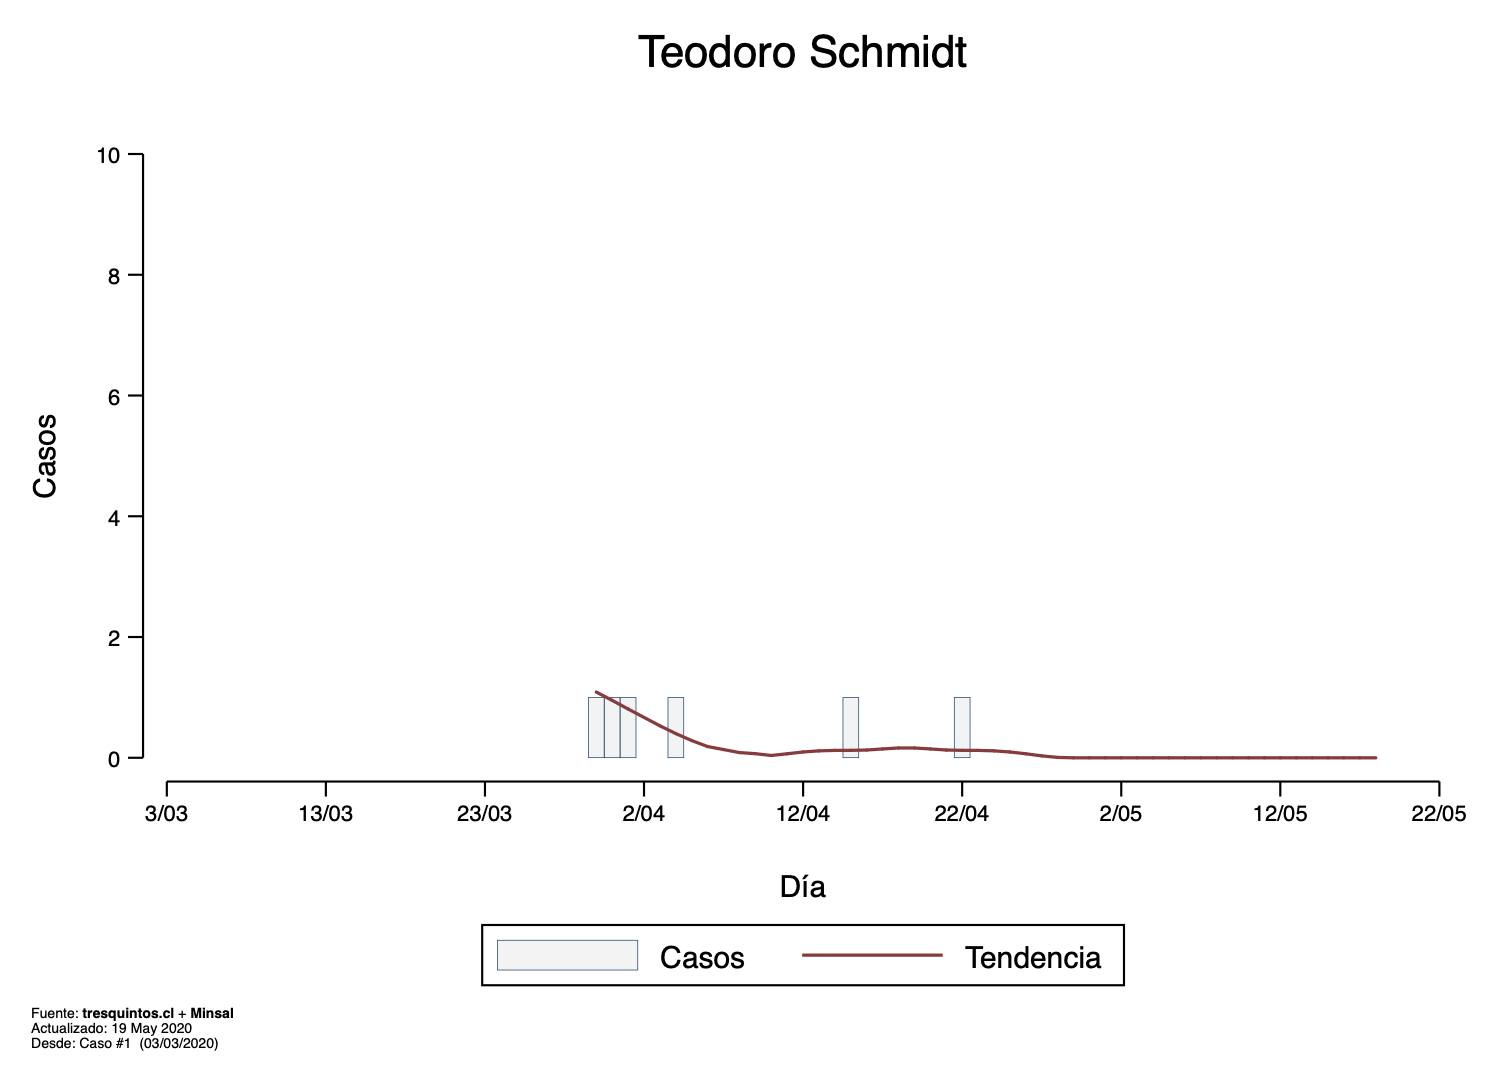 Teodoro Schmidt
10
8
6
4
2
0
Casos
3/03 13/03 23/03 2/04 12/04 22/04 2/05 12/05 22/05
Día
Casos Tendencia
Fuente: tresquintos.cl + Minsal
Actualizado: 19 May 2020
Desde: Caso #1 (03/03/2020)